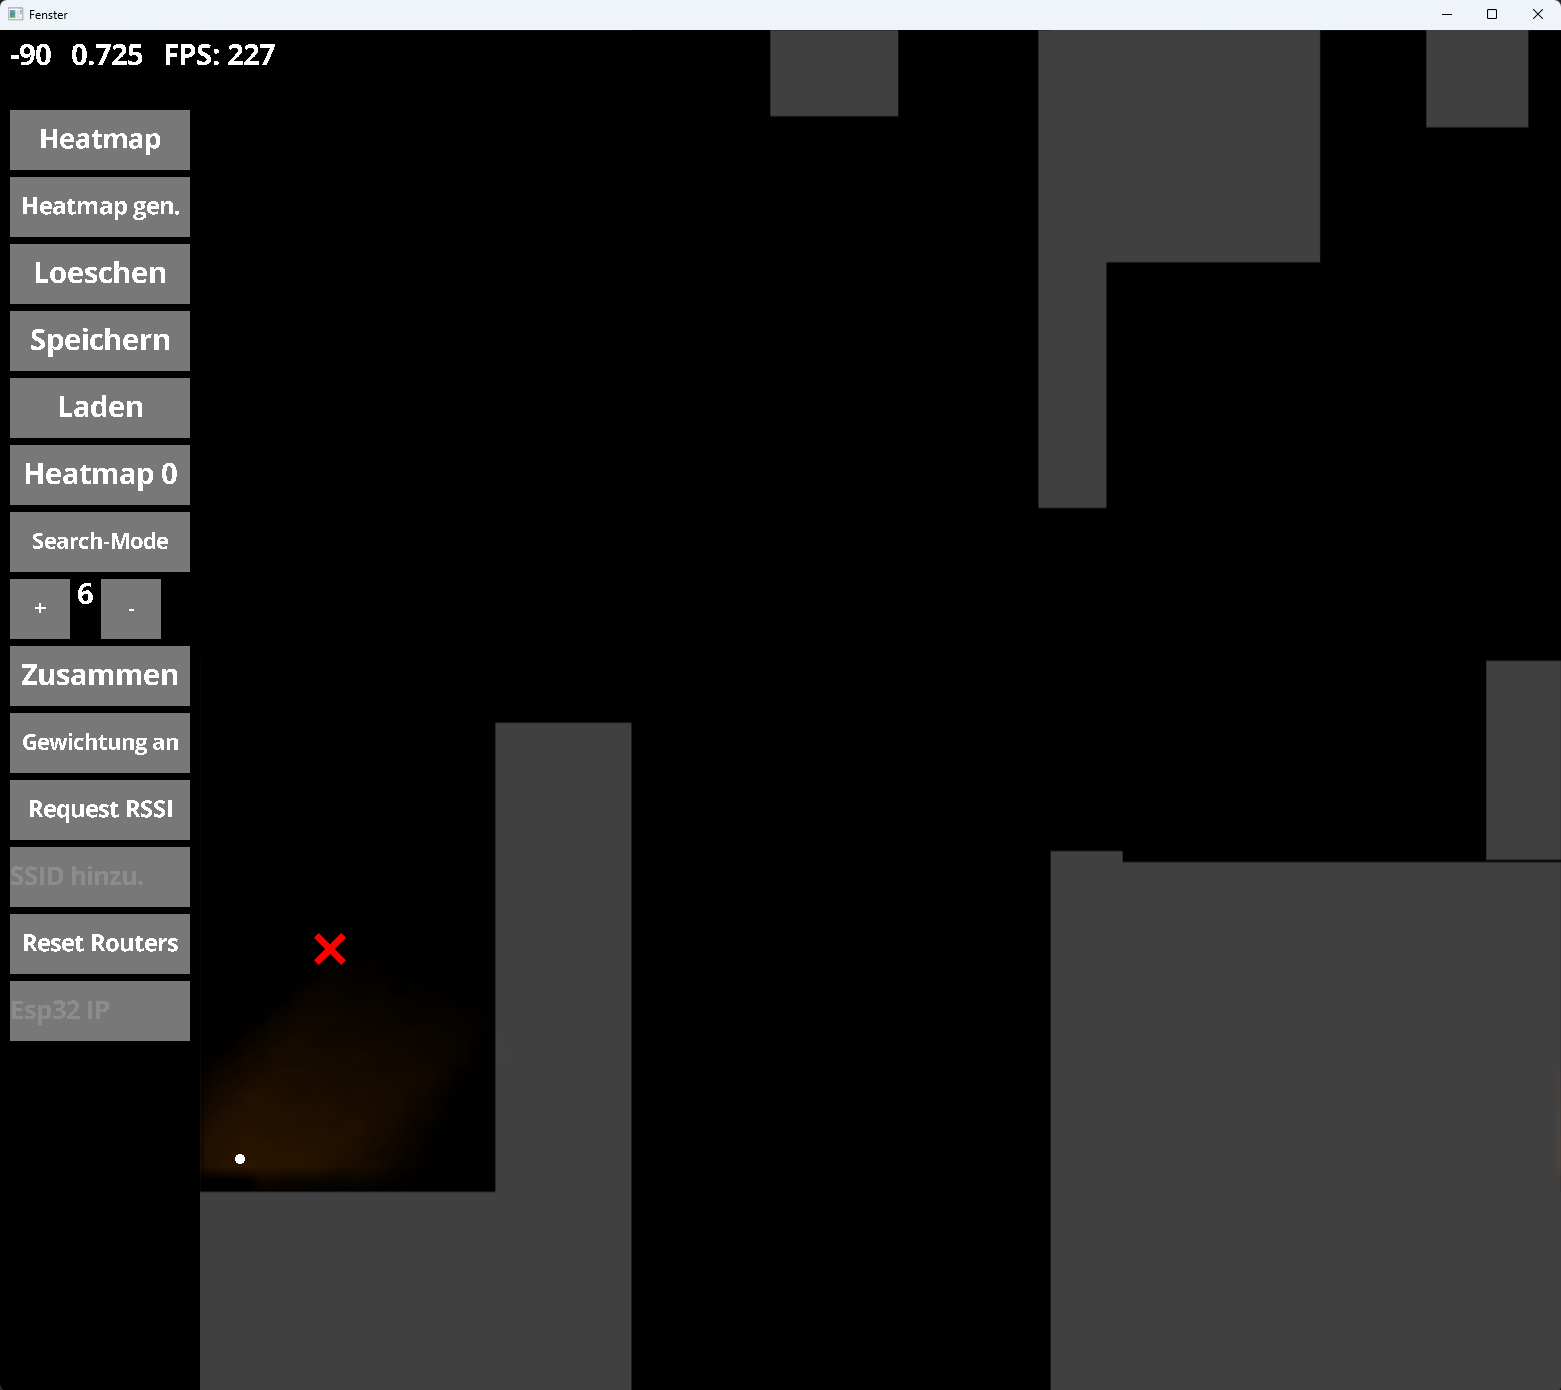 Fenster
-90 0.725 FPS: 227
Heatmap
Heatmap gen.
Loeschen
Speichern
Laden
Heatmap 0
Search-Mode
+ 6 -
Zusammen
Gewichtung an
Request RSSI
SSID hinzu.
Reset Routers
Esp32 IP